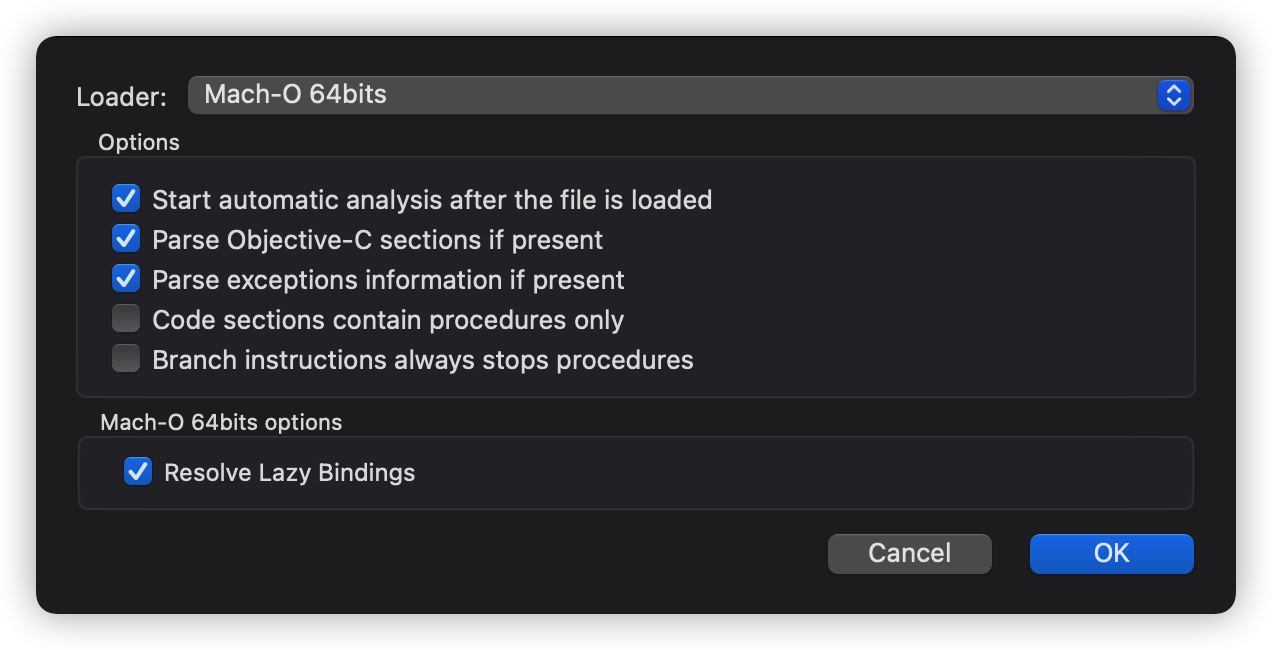 Loader: Mach-O 64bits
Options
Start automatic analysis after the file is loaded
Parse Objective-C sections if present
Parse exceptions information if present
Code sections contain procedures only
Branch instructions always stops procedures
Mach-O 64bits options
Resolve Lazy Bindings
Cancel OK